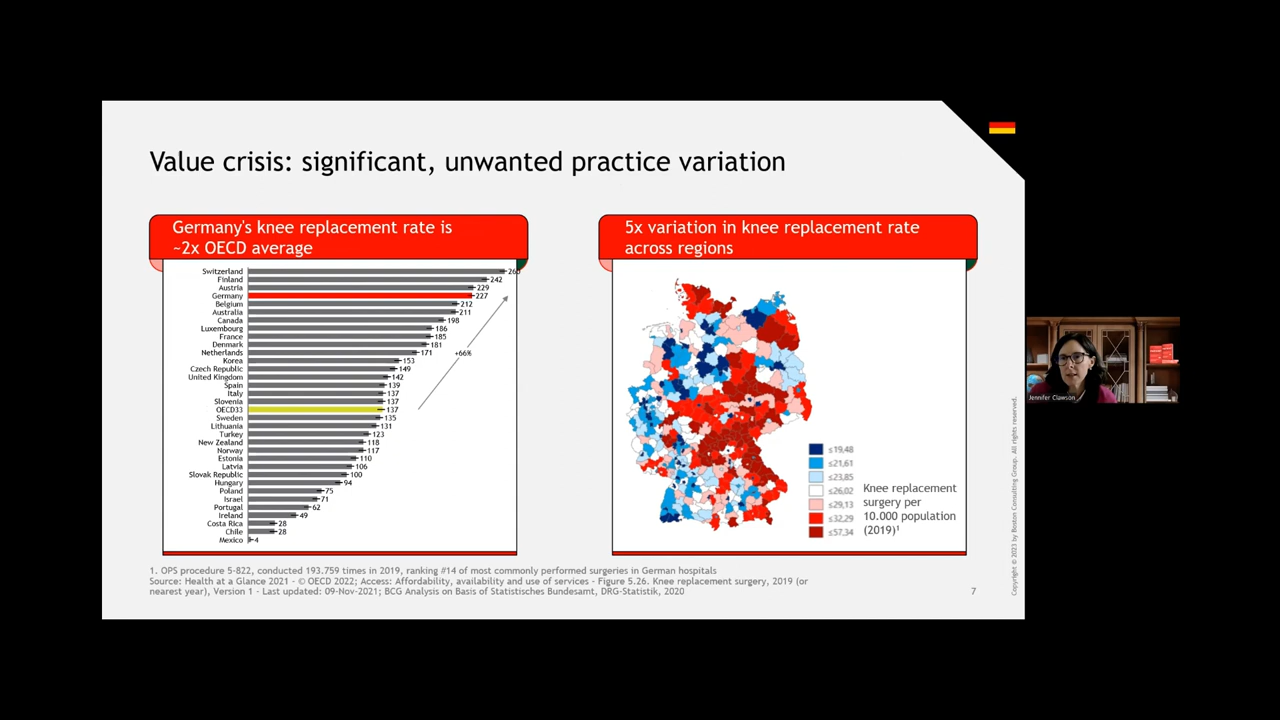 Value crisis: significant, unwanted practice variation
Germany's knee replacement rate is
~2x OECD average
Switzerland 260
Finland 242
Austria 229
Germany 227
Belgium 212
Australia 211
Canada 198
Luxembourg 186
France 185
Denmark 181
Netherlands 171
+66%
Korea 153
Czech Republic 149
United Kingdom 142
Spain 139
Italy 137
Slovenia 137
OECD33 137
Sweden 135
Lithuania 131
Turkey 123
New Zealand 118
Norway 117
Estonia 110
Latvia 106
Slovak Republic 100
Hungary 94
Poland 75
Israel 71
Portugal 62
Ireland 49
Costa Rica 28
Chile 28
Mexico 4
5x variation in knee replacement rate
across regions
≤19,48
≤21,61
≤23,85
≤26,02
≤29,13
≤32,29
≤57,34
Knee replacement
surgery per
10.000 population
(2019)¹
1. OPS procedure 5-822, conducted 193.759 times in 2019, ranking #14 of most commonly performed surgeries in German hospitals
Source: Health at a Glance 2021 - © OECD 2022; Access: Affordability, availability and use of services - Figure 5.26. Knee replacement surgery, 2019 (or
nearest year), Version 1 - Last updated: 09-Nov-2021; BCG Analysis on Basis of Statistisches Bundesamt, DRG-Statistik, 2020
7
Copyright © 2023 by Boston Consulting Group. All rights reserved.
Jennifer Clawson